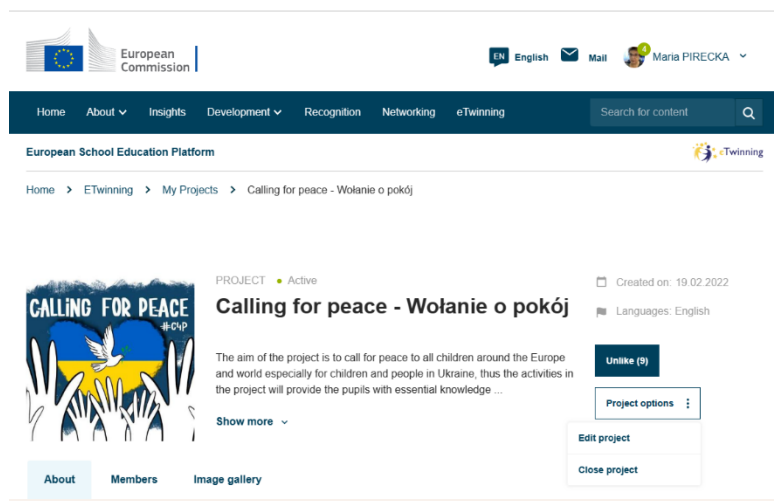 European
Commission
EN English Mail 4 Maria PIRECKA
Home About Insights Development Recognition Networking eTwinning Search for content
European School Education Platform
eTwinning
Home > ETwinning > My Projects > Calling for peace - Wołanie o pokój
CALLING FOR PEACE
#C4P
PROJECT • Active
Calling for peace - Wołanie o pokój
The aim of the project is to call for peace to all children around the Europe
and world especially for children and people in Ukraine, thus the activities in
the project will provide the pupils with essential knowledge ...
Show more
Created on: 19.02.2022
Languages: English
Unlike (9)
Project options
Edit project
Close project
About Members Image gallery